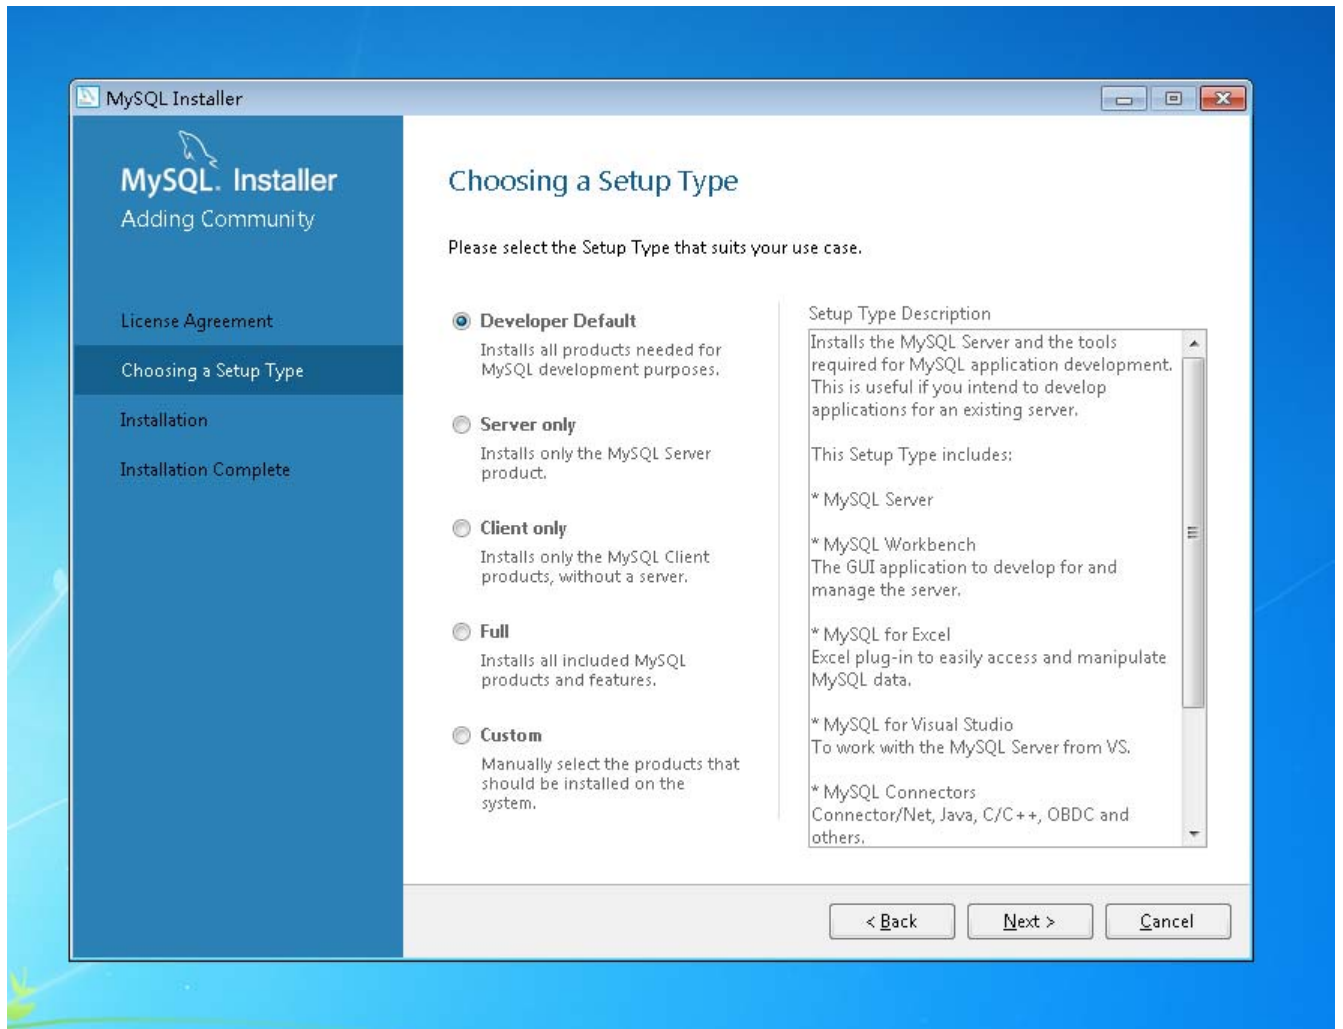 MySQL Installer
MySQL. Installer
Adding Community
License Agreement
Choosing a Setup Type
Installation
Installation Complete
Choosing a Setup Type
Please select the Setup Type that suits your use case.
Developer Default
Installs all products needed for
MySQL development purposes.
Server only
Installs only the MySQL Server
product.
Client only
Installs only the MySQL Client
products, without a server.
Full
Installs all included MySQL
products and features.
Custom
Manually select the products that
should be installed on the
system.
Setup Type Description
Installs the MySQL Server and the tools
required for MySQL application development.
This is useful if you intend to develop
applications for an existing server.
This Setup Type includes:
* MySQL Server
* MySQL Workbench
The GUI application to develop for and
manage the server.
* MySQL for Excel
Excel plug-in to easily access and manipulate
MySQL data.
* MySQL for Visual Studio
To work with the MySQL Server from VS.
* MySQL Connectors
Connector/Net, Java, C/C++, OBDC and
others.
< Back
Next >
Cancel